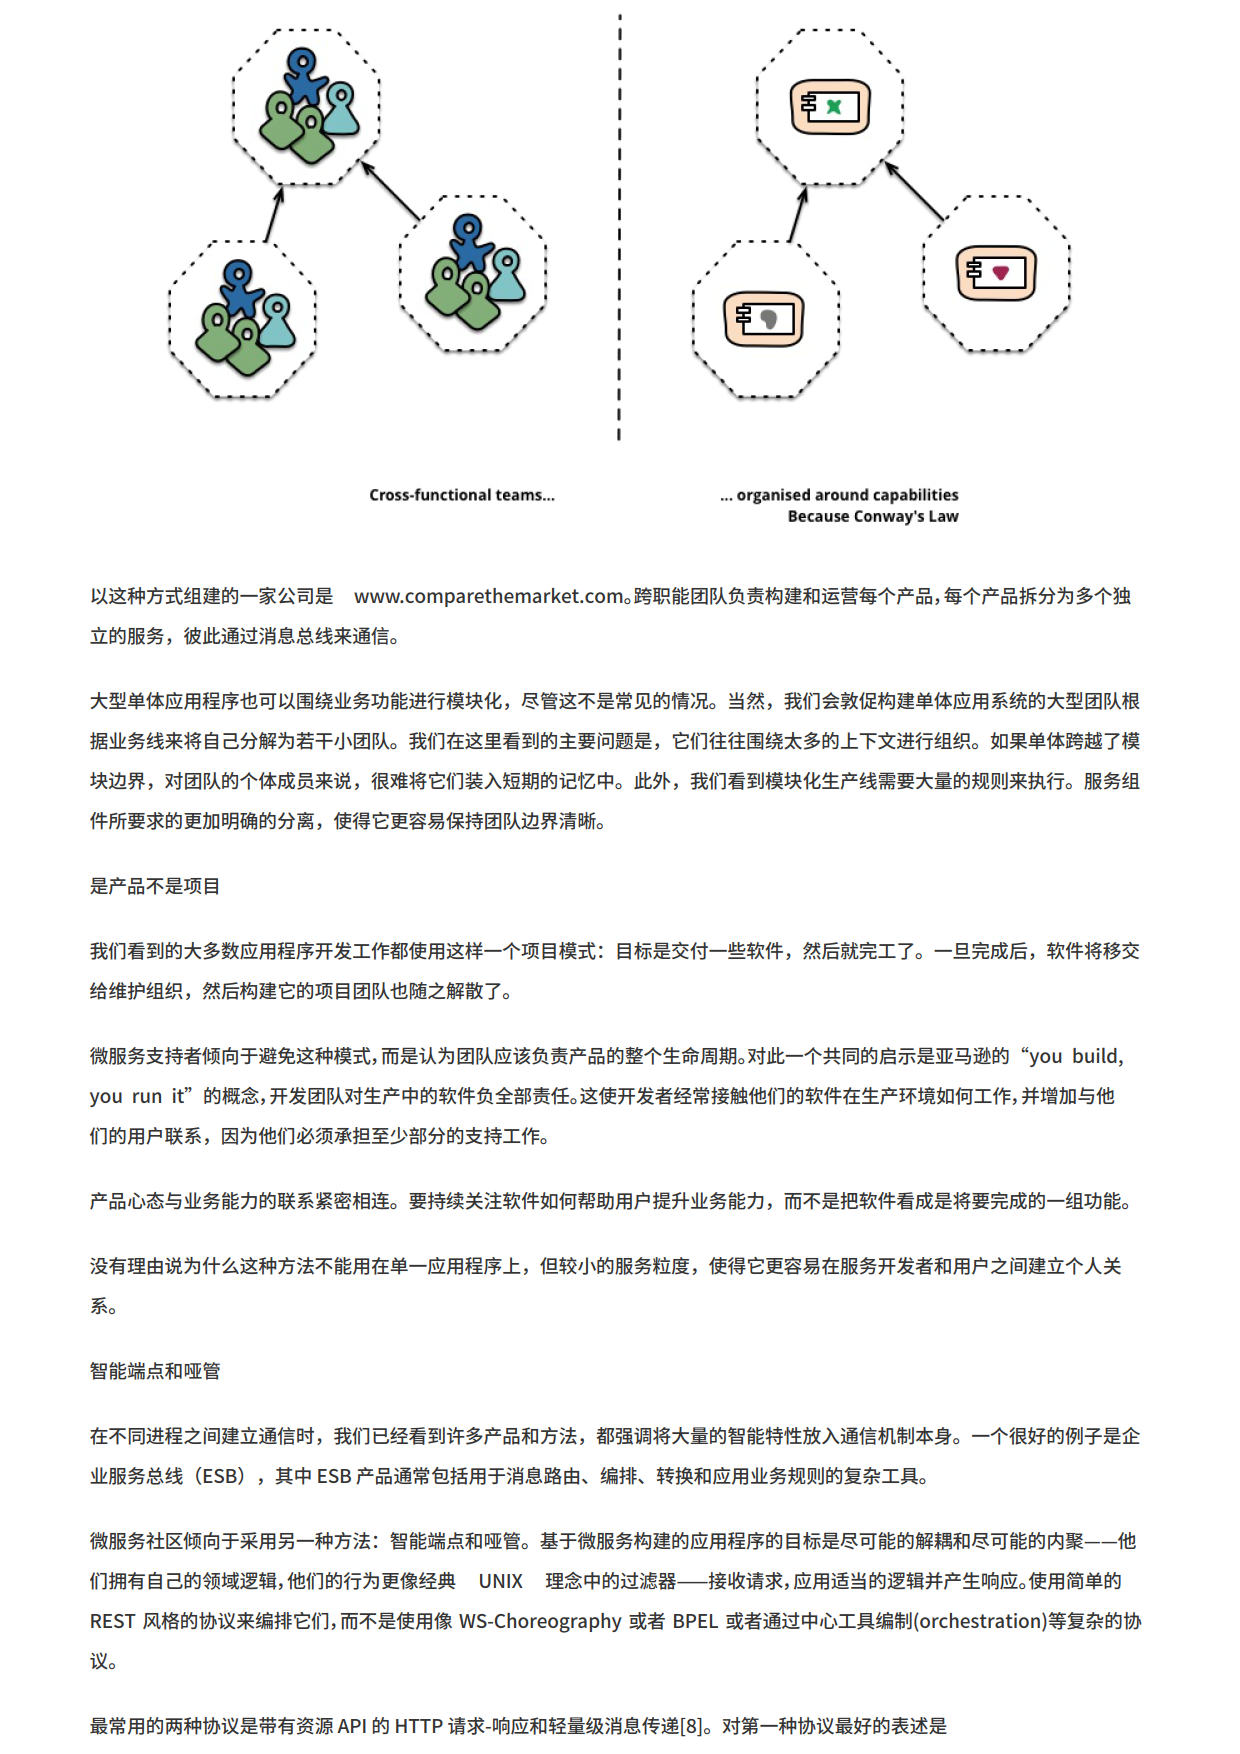 Cross-functional teams...
... organised around capabilities
Because Conway's Law
以这种方式组建的一家公司是 www.comparethemarket.com。跨职能团队负责构建和运营每个产品，每个产品拆分为多个独
立的服务，彼此通过消息总线来通信。
大型单体应用程序也可以围绕业务功能进行模块化，尽管这不是常见的情况。当然，我们会敦促构建单体应用系统的大型团队根
据业务线来将自己分解为若干小团队。我们在这里看到的主要问题是，它们往往围绕太多的上下文进行组织。如果单体跨越了模
块边界，对团队的个体成员来说，很难将它们装入短期的记忆中。此外，我们看到模块化生产线需要大量的规则来执行。服务组
件所要求的更加明确的分离，使得它更容易保持团队边界清晰。
是产品不是项目
我们看到的大多数应用程序开发工作都使用这样一个项目模式：目标是交付一些软件，然后就完工了。一旦完成后，软件将移交
给维护组织，然后构建它的项目团队也随之解散了。
微服务支持者倾向于避免这种模式，而是认为团队应该负责产品的整个生命周期。对此一个共同的启示是亚马逊的“you build,
you run it”的概念，开发团队对生产中的软件负全部责任。这使开发者经常接触他们的软件在生产环境如何工作，并增加与他
们的用户联系，因为他们必须承担至少部分的支持工作。
产品心态与业务能力的联系紧密相连。要持续关注软件如何帮助用户提升业务能力，而不是把软件看成是将要完成的一组功能。
没有理由说为什么这种方法不能用在单一应用程序上，但较小的服务粒度，使得它更容易在服务开发者和用户之间建立个人关
系。
智能端点和哑管
在不同进程之间建立通信时，我们已经看到许多产品和方法，都强调将大量的智能特性放入通信机制本身。一个很好的例子是企
业服务总线（ESB），其中 ESB 产品通常包括用于消息路由、编排、转换和应用业务规则的复杂工具。
微服务社区倾向于采用另一种方法：智能端点和哑管。基于微服务构建的应用程序的目标是尽可能的解耦和尽可能的内聚——他
们拥有自己的领域逻辑，他们的行为更像经典 UNIX 理念中的过滤器——接收请求，应用适当的逻辑并产生响应。使用简单的
REST 风格的协议来编排它们，而不是使用像 WS-Choreography 或者 BPEL 或者通过中心工具编制(orchestration)等复杂的协
议。
最常用的两种协议是带有资源 API 的 HTTP 请求-响应和轻量级消息传递[8]。对第一种协议最好的表述是